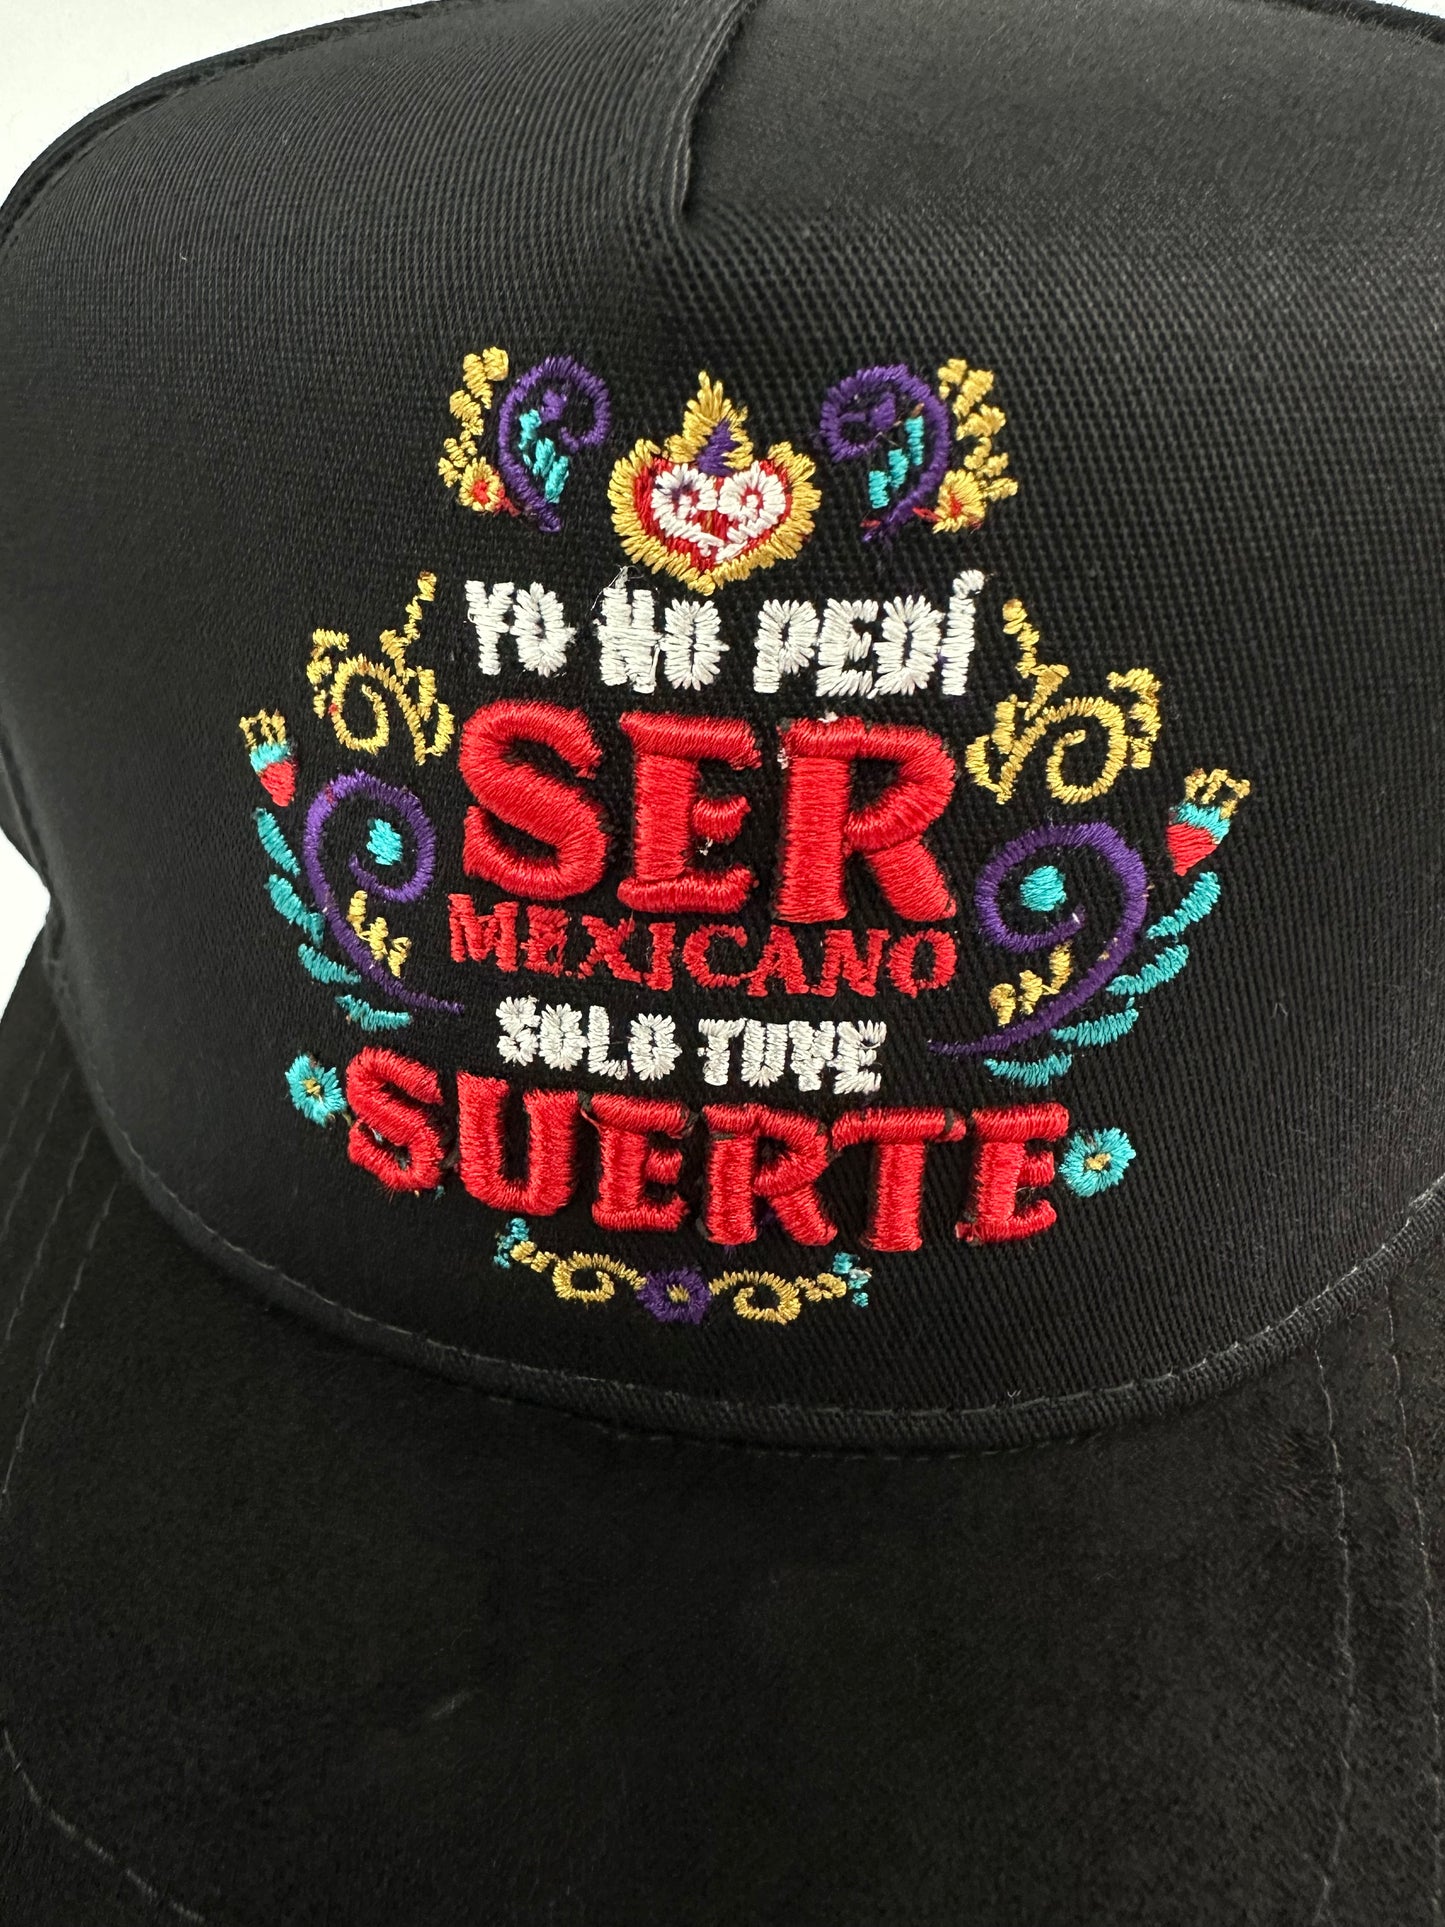 YO NO PEDÍ
SER
MEXICANO
SOLO TUVE
SUERTE